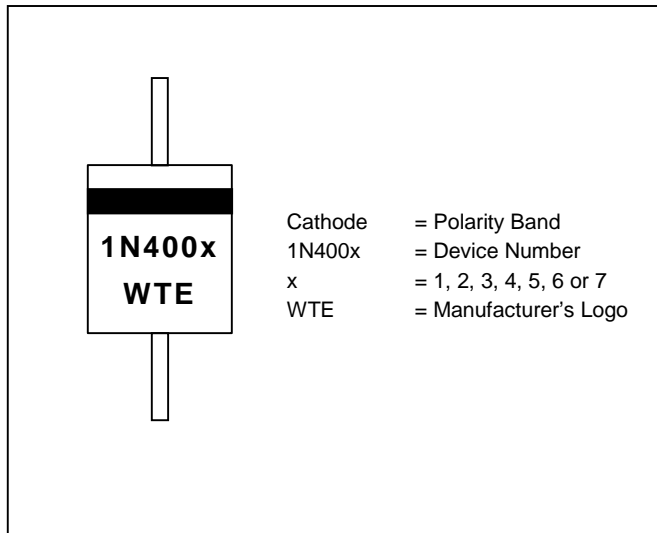 1N400x
WTE
Cathode = Polarity Band
1N400x = Device Number
x = 1, 2, 3, 4, 5, 6 or 7
WTE = Manufacturer's Logo